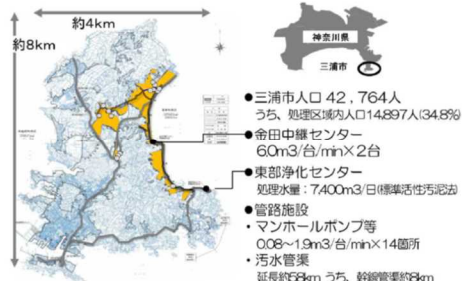 約4km
約8km
神奈川県
三浦市
●三浦市人口 42，764人
うち、処理区域内人口14,897人(34.8%)
●金田中継センター
6.0m3/台/min×2台
●東部浄化センター
処理水量：7,400m3/日(標準活性汚泥法)
●管路施設
・マンホールポンプ等
0.08～1.9m3/台/min×14箇所
・汚水管渠
延長約58km うち、幹線管渠約8km